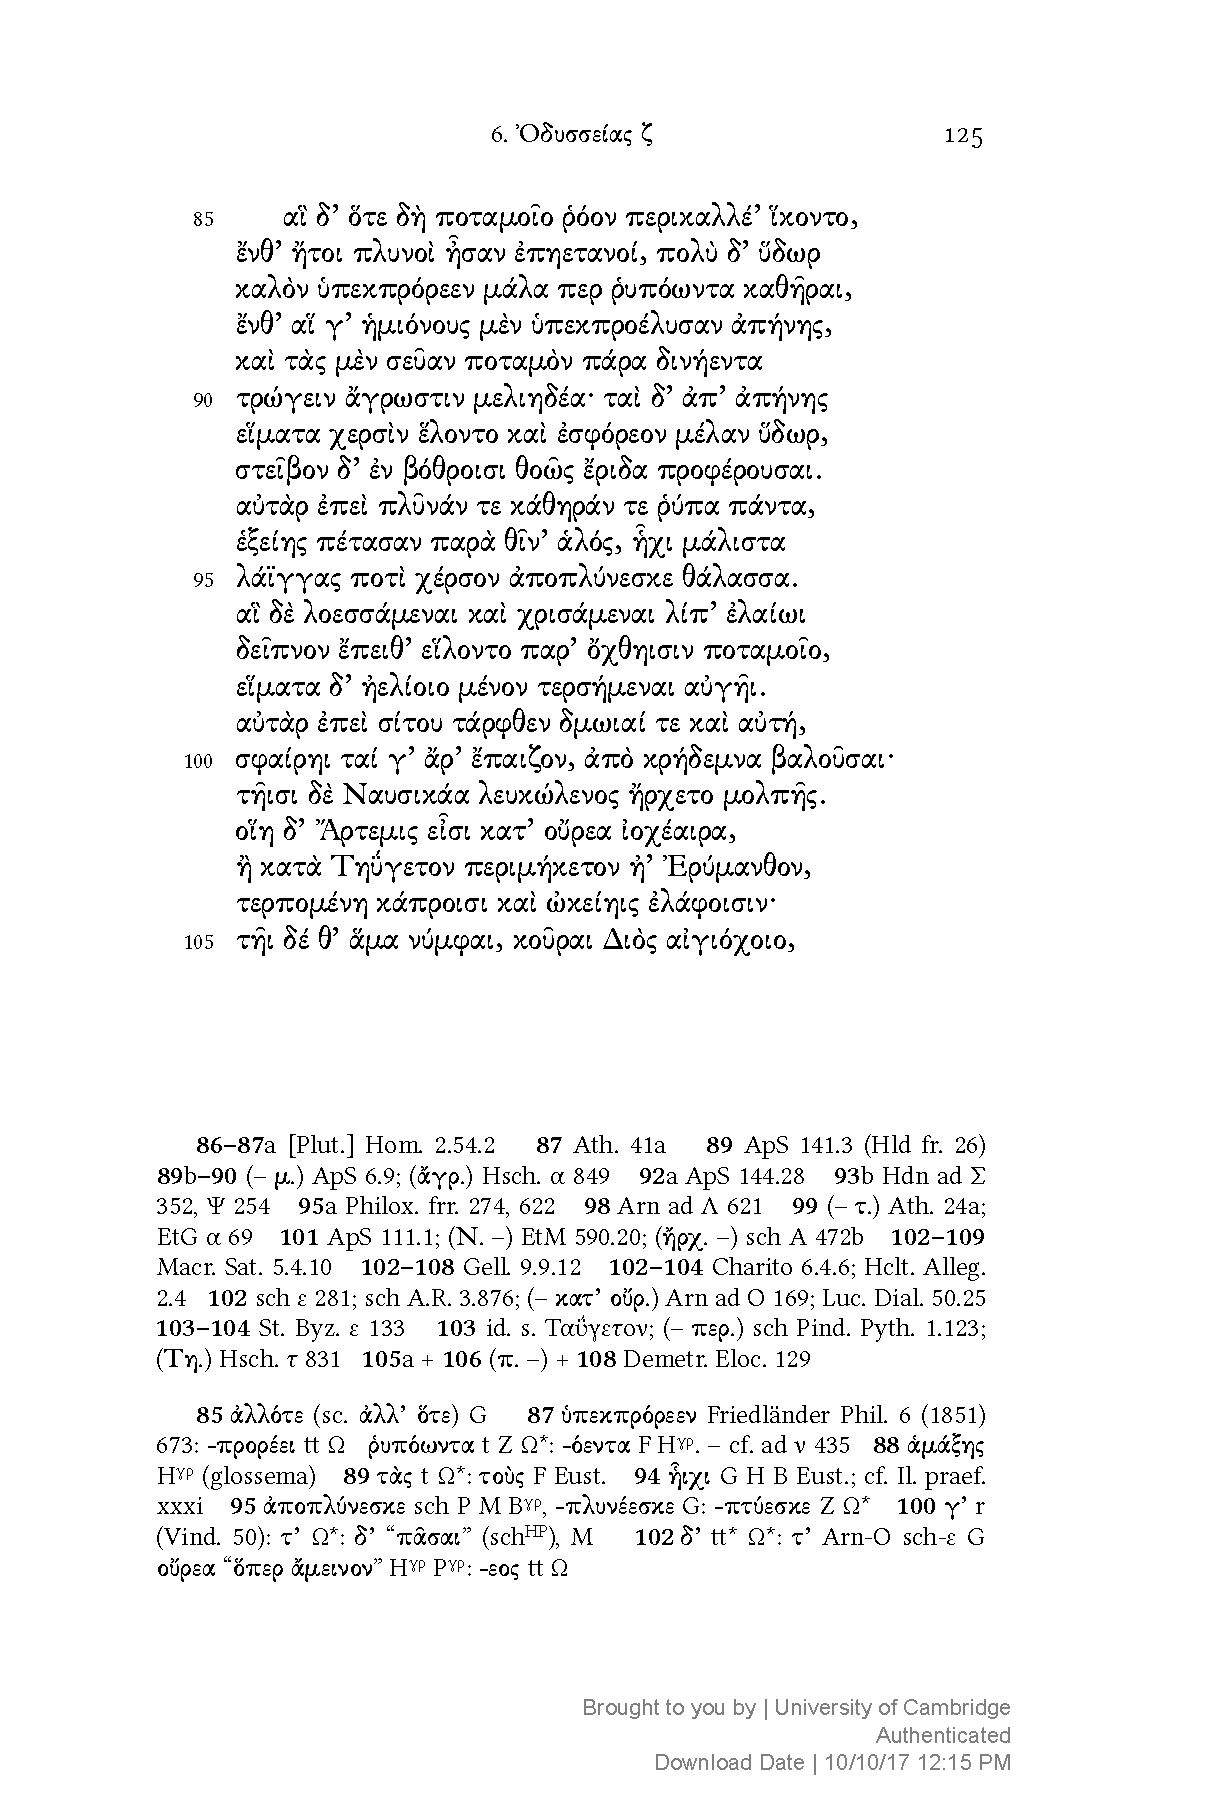 6. Ὀδυσσείας ζ 125
85 αἳ δ’ ὅτε δὴ ποταμοῖο ῥόον περικαλλέ’ ἵκοντο,
ἔνθ’ ἤτοι πλυνοὶ ἦσαν ἐπηετανοί, πολὺ δ’ ὕδωρ
καλὸν ὑπεκπρόρεεν μάλα περ ῥυπόωντα καθῆραι,
ἔνθ’ αἵ γ’ ἡμιόνους μὲν ὑπεκπροέλυσαν ἀπήνης,
καὶ τὰς μὲν σεῦαν ποταμὸν πάρα δινήεντα
90 τρώγειν ἄγρωστιν μελιηδέα· ταὶ δ’ ἀπ’ ἀπήνης
εἵματα χερσὶν ἕλοντο καὶ ἐσφόρεον μέλαν ὕδωρ,
στεῖβον δ’ ἐν βόθροισι θοῶς ἔριδα προφέρουσαι.
αὐτὰρ ἐπεὶ πλῦνάν τε κάθηράν τε ῥύπα πάντα,
ἑξείης πέτασαν παρὰ θῖν’ ἁλός, ἧχι μάλιστα
95 λάϊγγας ποτὶ χέρσον ἀποπλύνεσκε θάλασσα.
αἳ δὲ λοεσσάμεναι καὶ χρισάμεναι λίπ’ ἐλαίωι
δεῖπνον ἔπειθ’ εἵλοντο παρ’ ὄχθηισιν ποταμοῖο,
εἵματα δ’ ἠελίοιο μένον τερσήμεναι αὐγῆι.
αὐτὰρ ἐπεὶ σίτου τάρφθεν δμωιαί τε καὶ αὐτή,
100 σφαίρηι ταί γ’ ἄρ’ ἔπαιζον, ἀπὸ κρήδεμνα βαλοῦσαι·
τῆισι δὲ Ναυσικάα λευκώλενος ἤρχετο μολπῆς.
οἵη δ’ Ἄρτεμις εἶσι κατ’ οὔρεα ἰοχέαιρα,
ἢ κατὰ Τηΰγετον περιμήκετον ἠ’ Ἐρύμανθον,
τερπομένη κάπροισι καὶ ὠκείηις ἐλάφοισιν·
105 τῆι δέ θ’ ἅμα νύμφαι, κοῦραι Διὸς αἰγιόχοιο,
86–87a [Plut.] Hom. 2.54.2 87 Ath. 41a 89 ApS 141.3 (Hld fr. 26)
89b–90 (– μ.) ApS 6.9; (ἄγρ.) Hsch. α 849 92a ApS 144.28 93b Hdn ad Σ
352, Ψ 254 95a Philox. frr. 274, 622 98 Arn ad Λ 621 99 (– τ.) Ath. 24a;
EtG α 69 101 ApS 111.1; (Ν. –) EtM 590.20; (ἤρχ. –) sch A 472b 102–109
Macr. Sat. 5.4.10 102–108 Gell. 9.9.12 102–104 Charito 6.4.6; Hclt. Alleg.
2.4 102 sch ε 281; sch A.R. 3.876; (– κατ’ οὔρ.) Arn ad O 169; Luc. Dial. 50.25
103–104 St. Byz. ε 133 103 id. s. Ταΰγετον; (– περ.) sch Pind. Pyth. 1.123;
(Τη.) Hsch. τ 831 105a + 106 (π. –) + 108 Demetr. Eloc. 129
85 ἀλλότε (sc. ἀλλ’ ὅτε) G 87 ὑπεκπρόρεεν Friedländer Phil. 6 (1851)
673: -προρέει tt Ω ῥυπόωντα t Z Ω*: -όεντα F Hγρ. – cf. ad ν 435 88 ἁμάξης
Hγρ (glossema) 89 τὰς t Ω*: τοὺς F Eust. 94 ἧιχι G H B Eust.; cf. Il. praef.
xxxi 95 ἀποπλύνεσκε sch P M Bγρ, -πλυνέεσκε G: -πτύεσκε Z Ω* 100 γ’ r
(Vind. 50): τ’ Ω*: δ’ “πᾶσαι” (schHP), M 102 δ’ tt* Ω*: τ’ Arn-O sch-ε G
οὔρεα “ὅπερ ἄμεινον” Hγρ Pγρ: -εος tt Ω
Brought to you by | University of Cambridge
Authenticated
Download Date | 10/10/17 12:15 PM